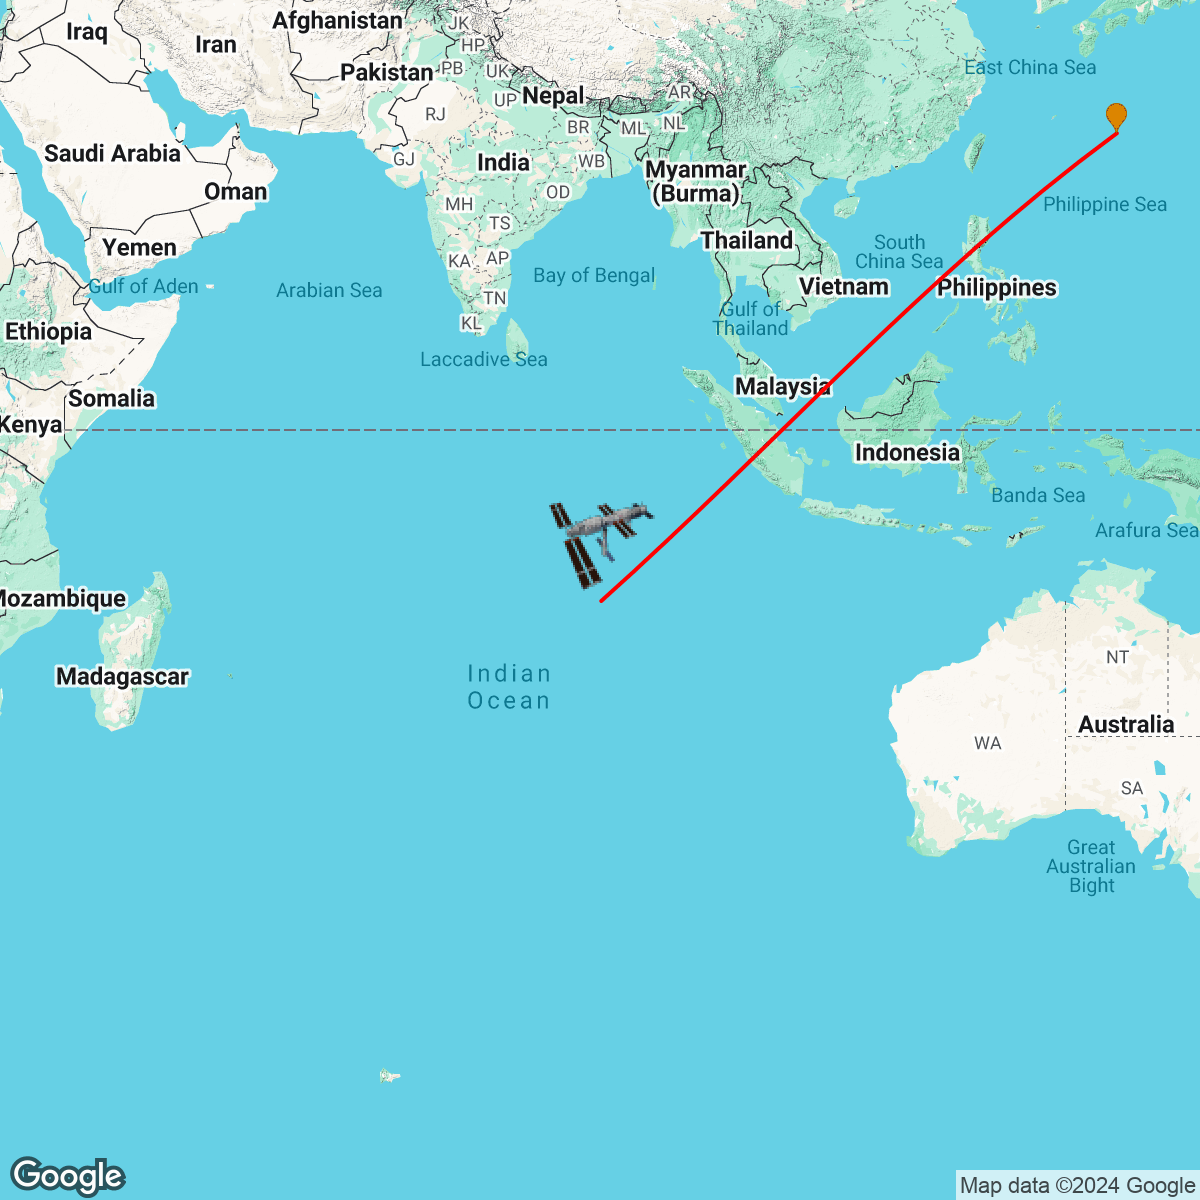 Afghanistan
JK
Iraq
HP
Iran
East China Sea
Pakistan
PB
UK
Nepal
AR
UP
RJ
BR
ML
NL
Saudi Arabia
GJ
India
WB
Myanmar
(Burma)
Oman
OD
MH
Philippine Sea
TS
Yemen
Thailand
South
China Sea
KA
AP
Bay of Bengal
Gulf of Aden
Arabian Sea
Vietnam
Philippines
TN
Gulf of
Thailand
KL
Ethiopia
Laccadive Sea
Malaysia
Somalia
Kenya
Indonesia
Banda Sea
Arafura Sea
Mozambique
NT
Madagascar
Indian
Ocean
Australia
WA
SA
Great
Australian
Bight
Google
Map data ©2024 Google